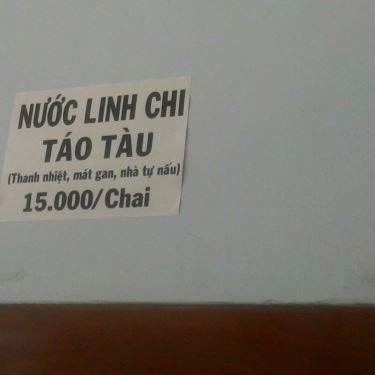 NƯỚC LINH CHI
TÁO TÀU
(Thanh nhiệt, mát gan, nhà tự nấu)
15.000/Chai